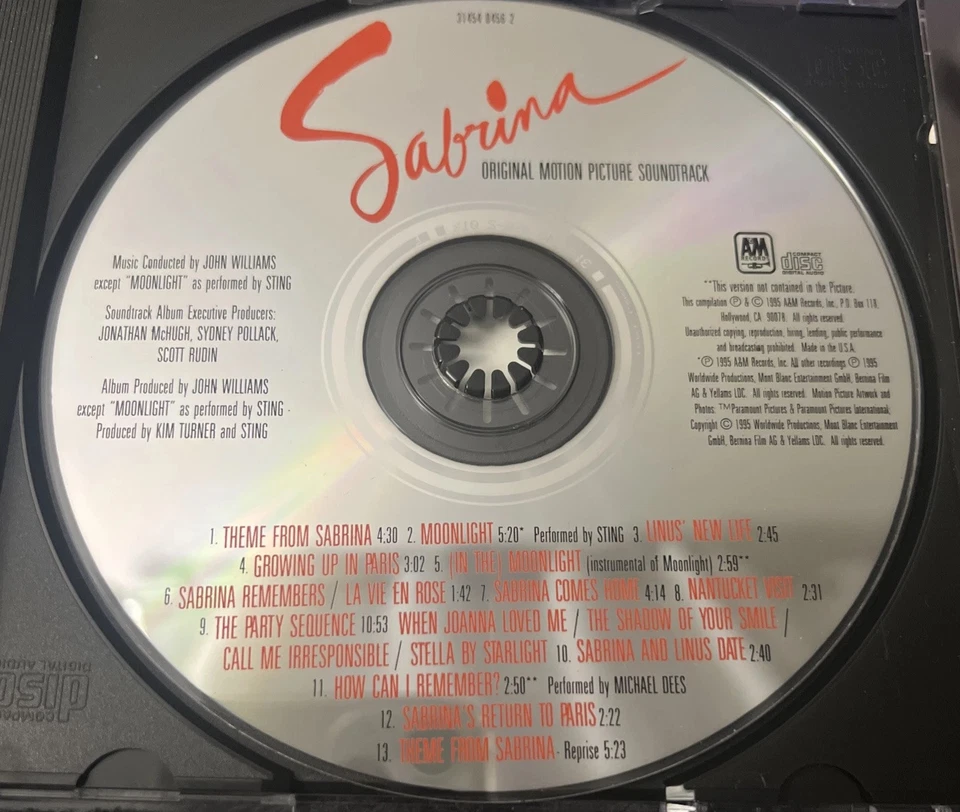 31454 0456 2
Sabrina
ORIGINAL MOTION PICTURE SOUNDTRACK
Music Conducted by JOHN WILLIAMS
except "MOONLIGHT" as performed by STING
Soundtrack Album Executive Producers:
JONATHAN McHUGH, SYDNEY POLLACK,
SCOTT RUDIN
Album Produced by JOHN WILLIAMS
except "MOONLIGHT" as performed by STING -
Produced by KIM TURNER and STING
A&M
RECORDS
COMPACT
disc
DIGITAL AUDIO
**This version not contained in the Picture.
This compilation Ⓟ & © 1995 A&M Records, Inc., P.O. Box 118,
Hollywood, CA 90078. All rights reserved.
Unauthorized copying, reproduction, hiring, lending, public performance
and broadcasting prohibited. Made in the U.S.A.
*Ⓟ 1995 A&M Records, Inc. All other recordings Ⓟ 1995
Worldwide Productions, Mont Blanc Entertainment GmbH, Bernina Film
AG & Yellams LDC. All rights reserved. Motion Picture Artwork and
Photos: ™Paramount Pictures & Paramount Pictures International;
Copyright © 1995 Worldwide Productions, Mont Blanc Entertainment
GmbH, Bernina Film AG & Yellams LDC. All rights reserved.
1. THEME FROM SABRINA 4:30 2. MOONLIGHT 5:20* Performed by STING 3. LINUS' NEW LIFE 2:45
4. GROWING UP IN PARIS 3:02 5. (IN THE) MOONLIGHT (instrumental of Moonlight) 2:59**
6. SABRINA REMEMBERS / LA VIE EN ROSE 1:42 7. SABRINA COMES HOME 4:14 8. NANTUCKET VISIT 2:31
9. THE PARTY SEQUENCE 10:53 WHEN JOANNA LOVED ME / THE SHADOW OF YOUR SMILE /
CALL ME IRRESPONSIBLE / STELLA BY STARLIGHT 10. SABRINA AND LINUS DATE 2:40
11. HOW CAN I REMEMBER? 2:50** Performed by MICHAEL DEES
12. SABRINA'S RETURN TO PARIS 2:22
13. THEME FROM SABRINA - Reprise 5:23
COMPACT
disc
DIGITAL AUDIO